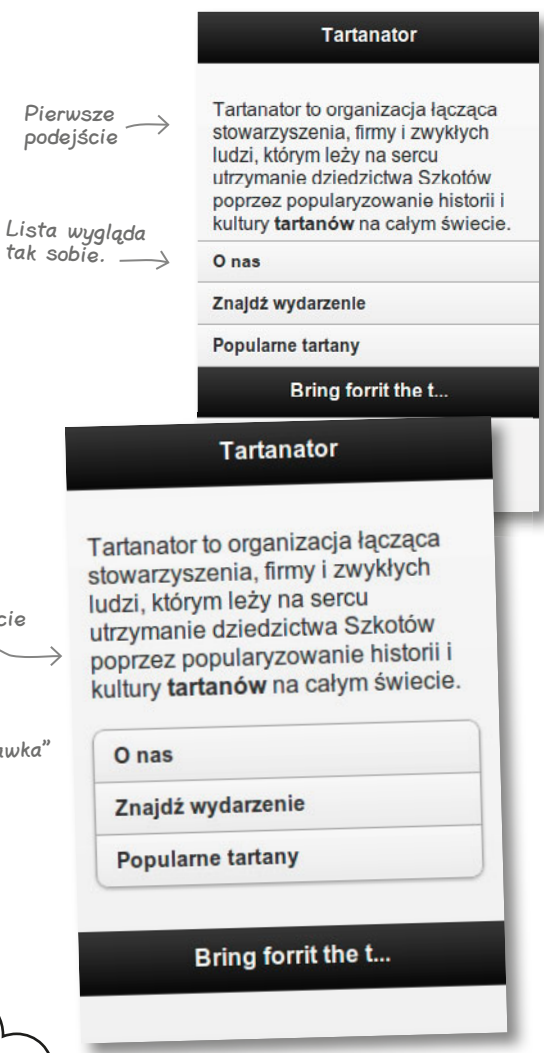 Tartanator
Pierwsze
podejście
Tartanator to organizacja łącząca
stowarzyszenia, firmy i zwykłych
ludzi, którym leży na sercu
utrzymanie dziedzictwa Szkotów
poprzez popularyzowanie historii i
kultury tartanów na całym świecie.
Lista wygląda
tak sobie.
O nas
Znajdź wydarzenie
Popularne tartany
Bring forrit the t...
Tartanator
Tartanator to organizacja łącząca
stowarzyszenia, firmy i zwykłych
ludzi, którym leży na sercu
utrzymanie dziedzictwa Szkotów
poprzez popularyzowanie historii i
kultury tartanów na całym świecie.
O nas
Znajdź wydarzenie
Popularne tartany
Bring forrit the t...